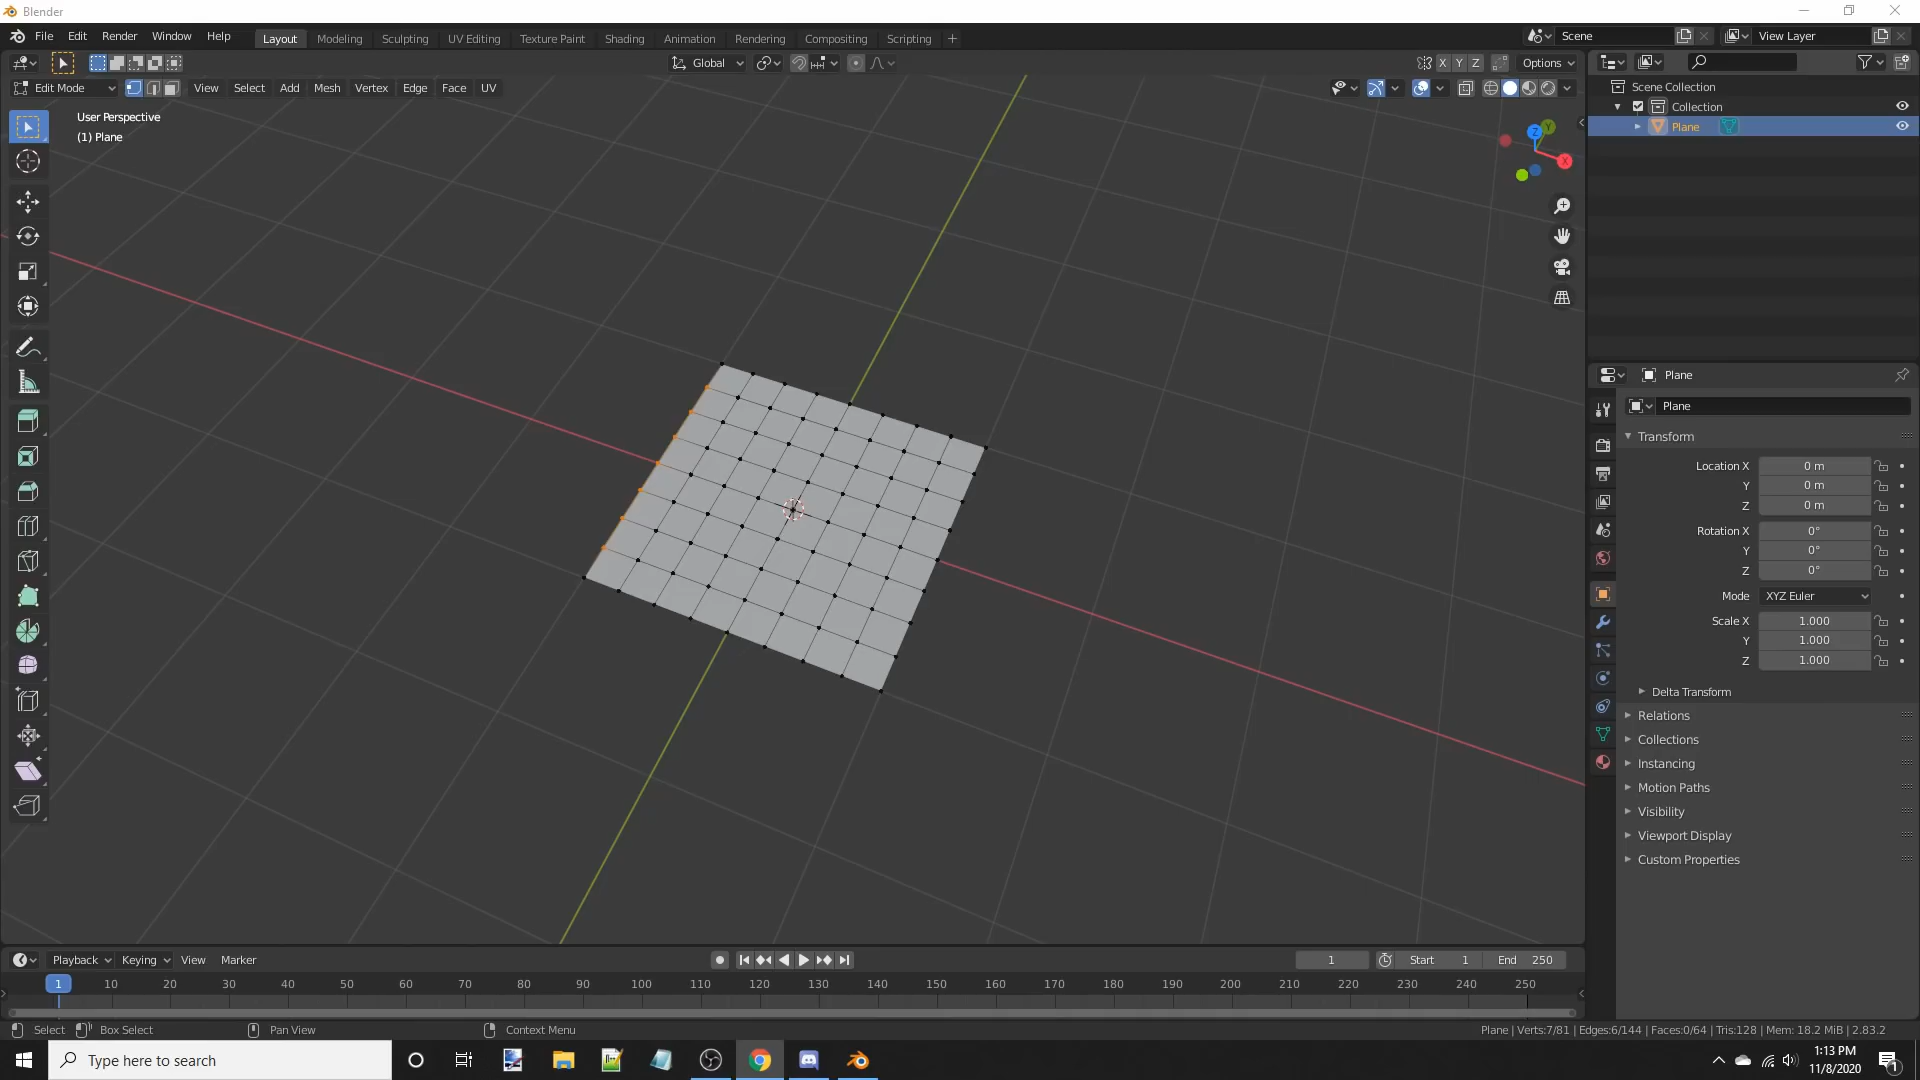 Blender
File Edit Render Window Help
Layout Modeling Sculpting UV Editing Texture Paint Shading Animation Rendering Compositing Scripting +
Scene
View Layer
Global
X Y Z
Options
Edit Mode
View Select Add Mesh Vertex Edge Face UV
User Perspective
(1) Plane
Z
Y
X
Scene Collection
Collection
Plane
Plane
Plane
Transform
Location X 0 m
Y 0 m
Z 0 m
Rotation X 0°
Y 0°
Z 0°
Mode XYZ Euler
Scale X 1.000
Y 1.000
Z 1.000
Delta Transform
Relations
Collections
Instancing
Motion Paths
Visibility
Viewport Display
Custom Properties
Playback Keying View Marker
1
Start 1
End 250
1 10 20 30 40 50 60 70 80 90 100 110 120 130 140 150 160 170 180 190 200 210 220 230 240 250
Select Box Select Pan View Context Menu
Plane | Verts:7/81 | Edges:6/144 | Faces:0/64 | Tris:128 | Mem: 18.2 MiB | 2.83.2
Type here to search
1:13 PM
11/8/2020
1